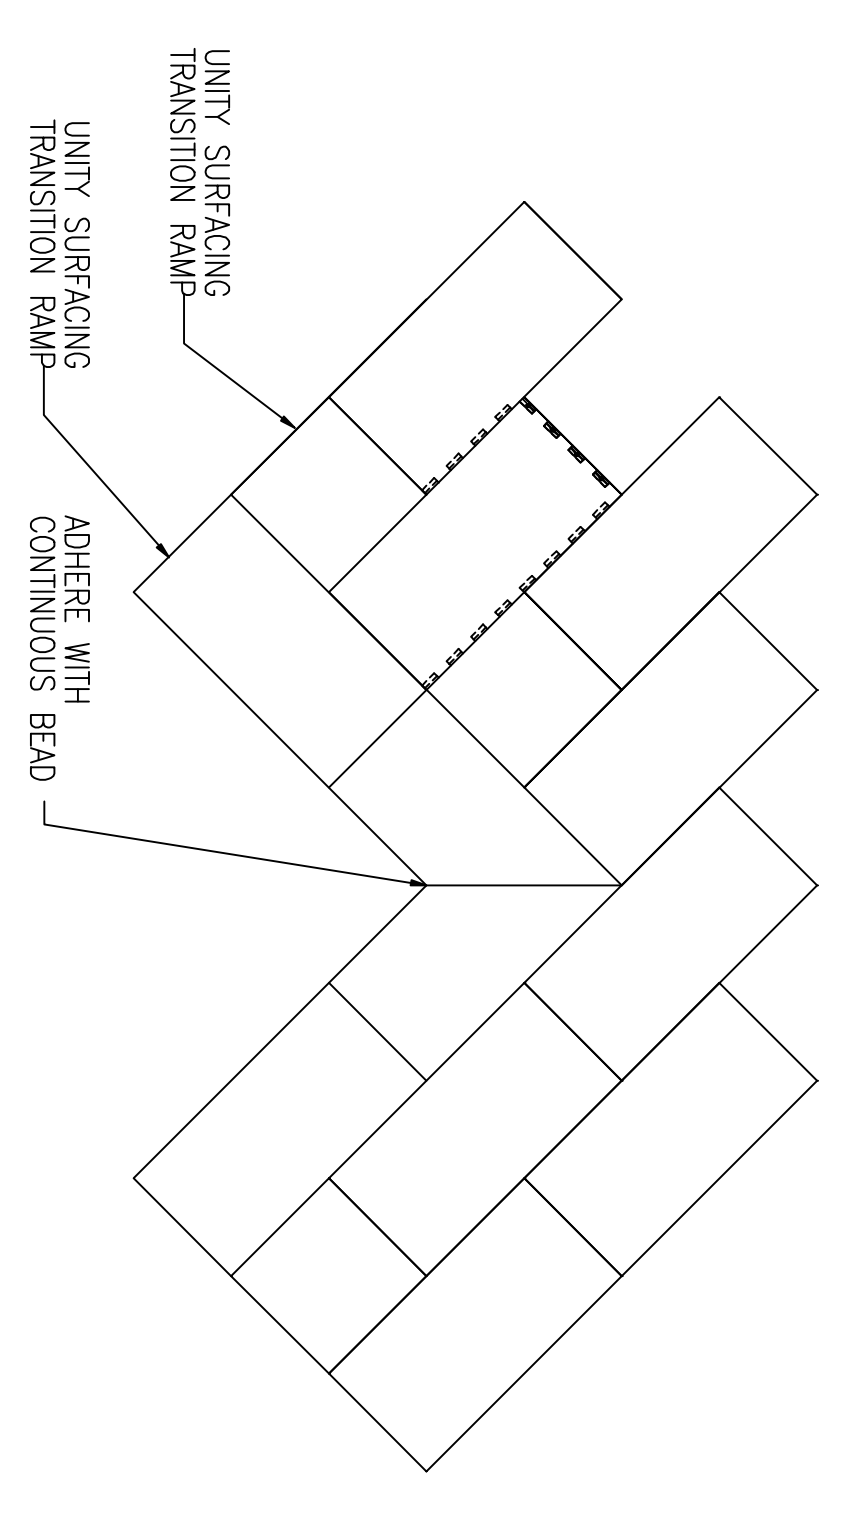 UNITY SURFACING
TRANSITION RAMP
UNITY SURFACING
TRANSITION RAMP
ADHERE WITH
CONTINUOUS BEAD